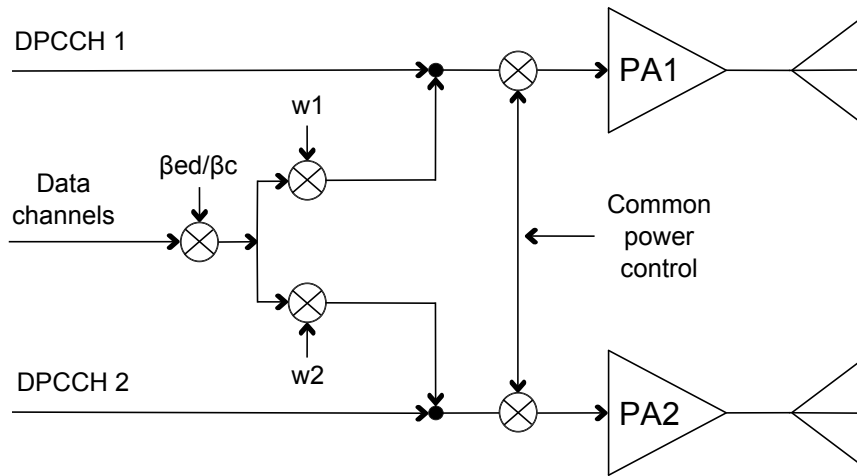 DPCCH 1
PA1
w1
βed/βc
Data
channels
Common
power
control
w2
DPCCH 2
PA2